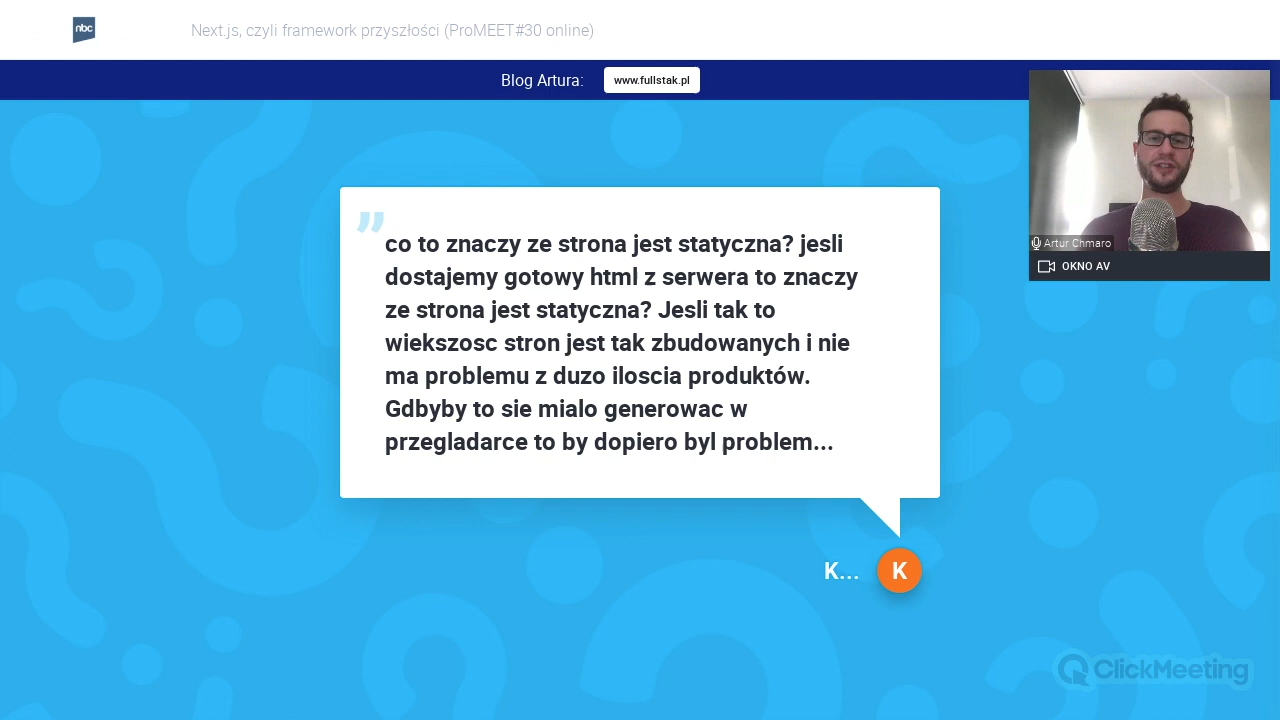 nbc
Next.js, czyli framework przyszłości (ProMEET#30 online)
Blog Artura:
www.fullstak.pl
Artur Chmaro
OKNO AV
”
co to znaczy ze strona jest statyczna? jesli
dostajemy gotowy html z serwera to znaczy
ze strona jest statyczna? Jesli tak to
wiekszosc stron jest tak zbudowanych i nie
ma problemu z duzo iloscia produktów.
Gdbyby to sie mialo generowac w
przegladarce to by dopiero byl problem...
K...
K
ClickMeeting